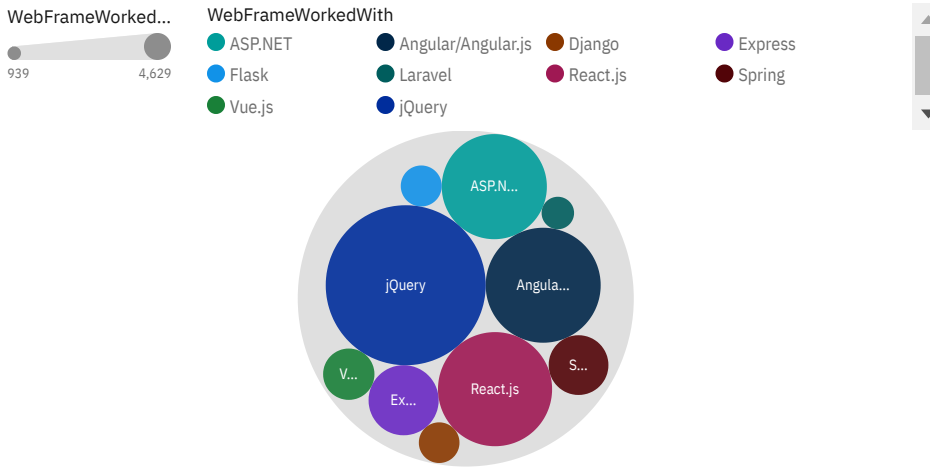 WebFrameWorked...
939 4,629
WebFrameWorkedWith
ASP.NET Angular/Angular.js Django Express
Flask Laravel React.js Spring
Vue.js jQuery
ASP.N...
jQuery
Angula...
V...
Ex...
React.js
S...